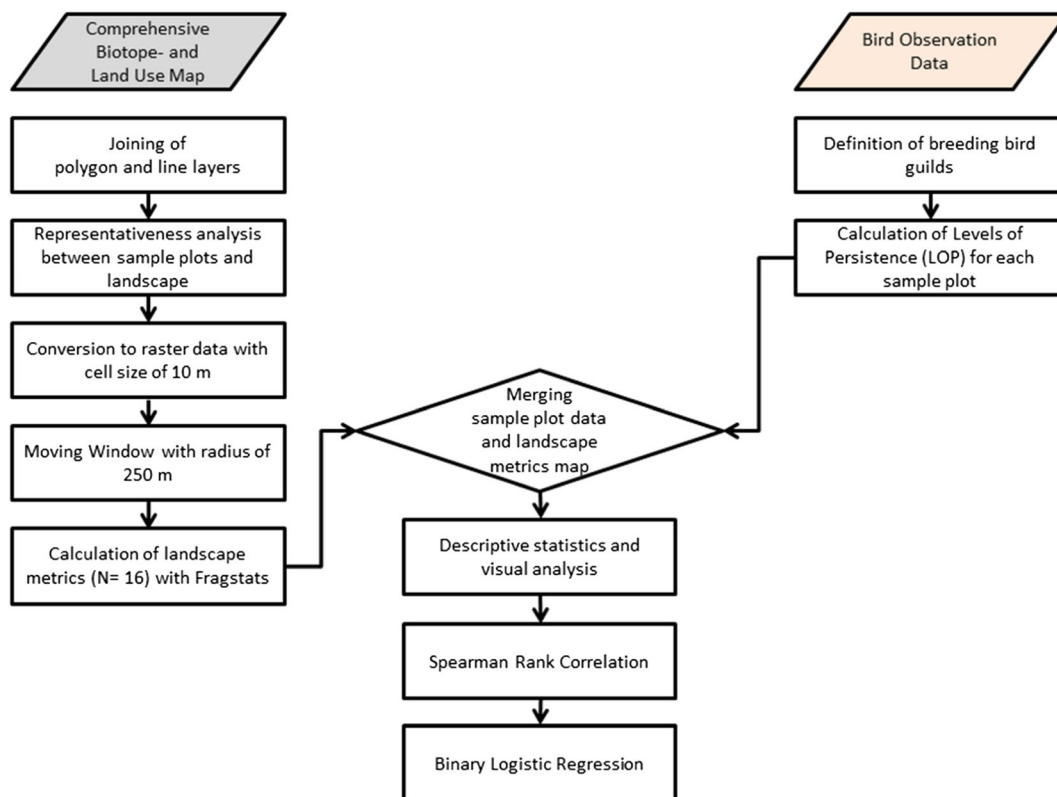 Comprehensive
Biotope- and
Land Use Map
Joining of
polygon and line layers
Representativeness analysis
between sample plots and
landscape
Conversion to raster data with
cell size of 10 m
Moving Window with radius of
250 m
Calculation of landscape
metrics (N= 16) with Fragstats
Bird Observation
Data
Definition of breeding bird
guilds
Calculation of Levels of
Persistence (LOP) for each
sample plot
Merging
sample plot data
and landscape
metrics map
Descriptive statistics and
visual analysis
Spearman Rank Correlation
Binary Logistic Regression